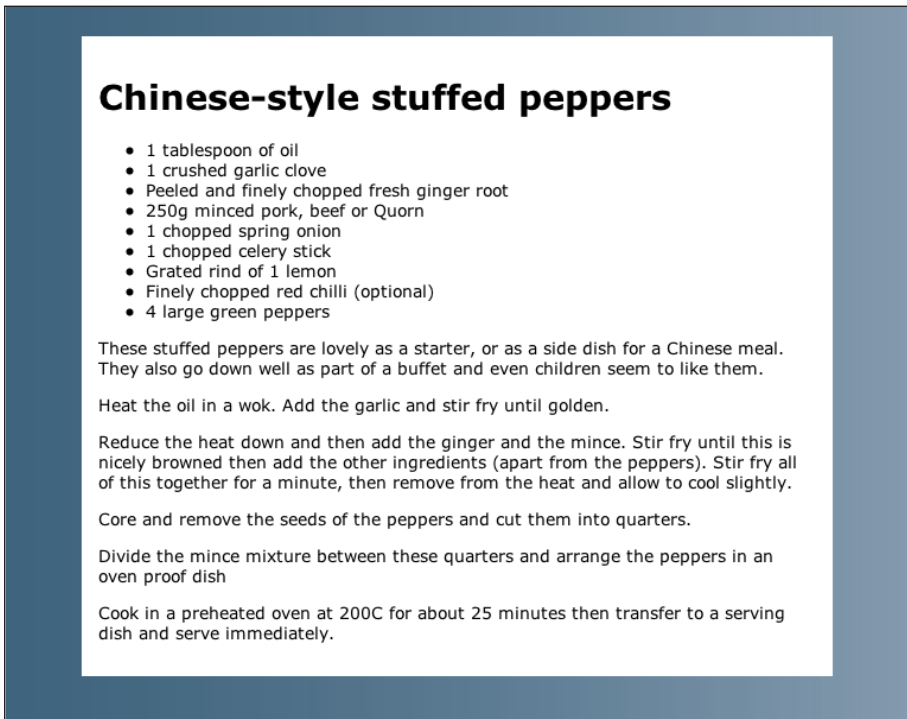 Chinese-style stuffed peppers
• 1 tablespoon of oil
• 1 crushed garlic clove
• Peeled and finely chopped fresh ginger root
• 250g minced pork, beef or Quorn
• 1 chopped spring onion
• 1 chopped celery stick
• Grated rind of 1 lemon
• Finely chopped red chilli (optional)
• 4 large green peppers
These stuffed peppers are lovely as a starter, or as a side dish for a Chinese meal.
They also go down well as part of a buffet and even children seem to like them.
Heat the oil in a wok. Add the garlic and stir fry until golden.
Reduce the heat down and then add the ginger and the mince. Stir fry until this is
nicely browned then add the other ingredients (apart from the peppers). Stir fry all
of this together for a minute, then remove from the heat and allow to cool slightly.
Core and remove the seeds of the peppers and cut them into quarters.
Divide the mince mixture between these quarters and arrange the peppers in an
oven proof dish
Cook in a preheated oven at 200C for about 25 minutes then transfer to a serving
dish and serve immediately.